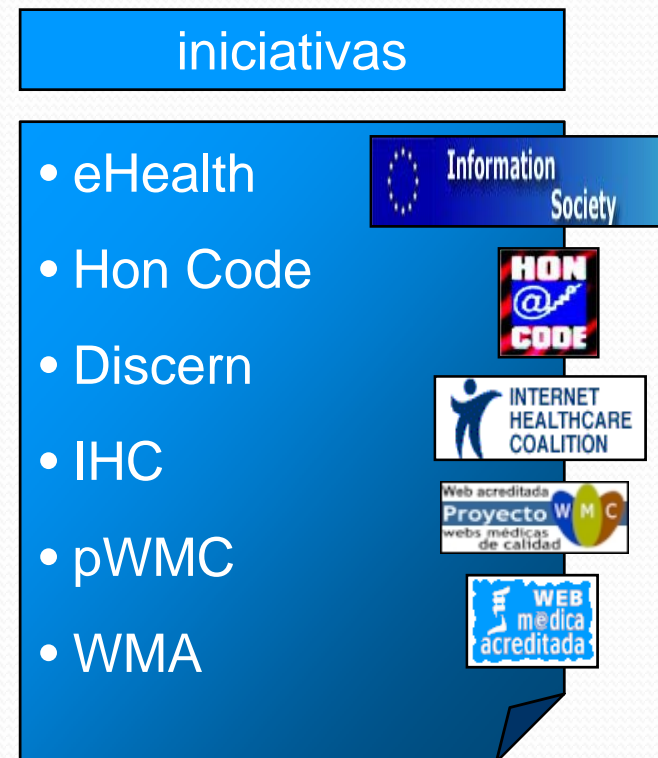 iniciativas
• eHealth
Information
Society
• Hon Code
HON
@
CODE
• Discern
INTERNET
HEALTHCARE
COALITION
• IHC
Web acreditada
Proyecto W M C
webs médicas
de calidad
• pWMC
WEB
m@dica
acreditada
• WMA